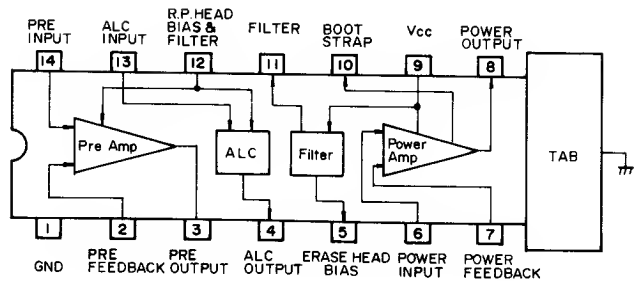 PRE
INPUT
ALC
INPUT
R.P. HEAD
BIAS &
FILTER
FILTER
BOOT
STRAP
Vcc
POWER
OUTPUT
14 13 12 11 10 9 8
Pre Amp
ALC
Filter
Power
Amp
TAB
1 2 3 4 5 6 7
GND
PRE
FEEDBACK
PRE
OUTPUT
ALC
OUTPUT
ERASE HEAD
BIAS
POWER
INPUT
POWER
FEEDBACK